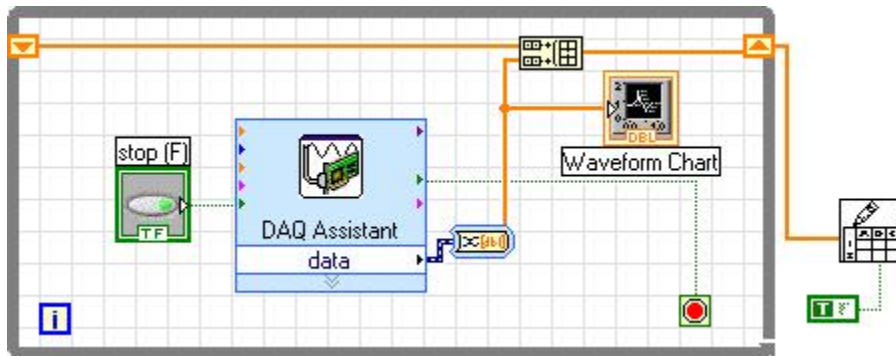 stop (F)
TF
DAQ Assistant
data
DBL
Waveform Chart
i
T